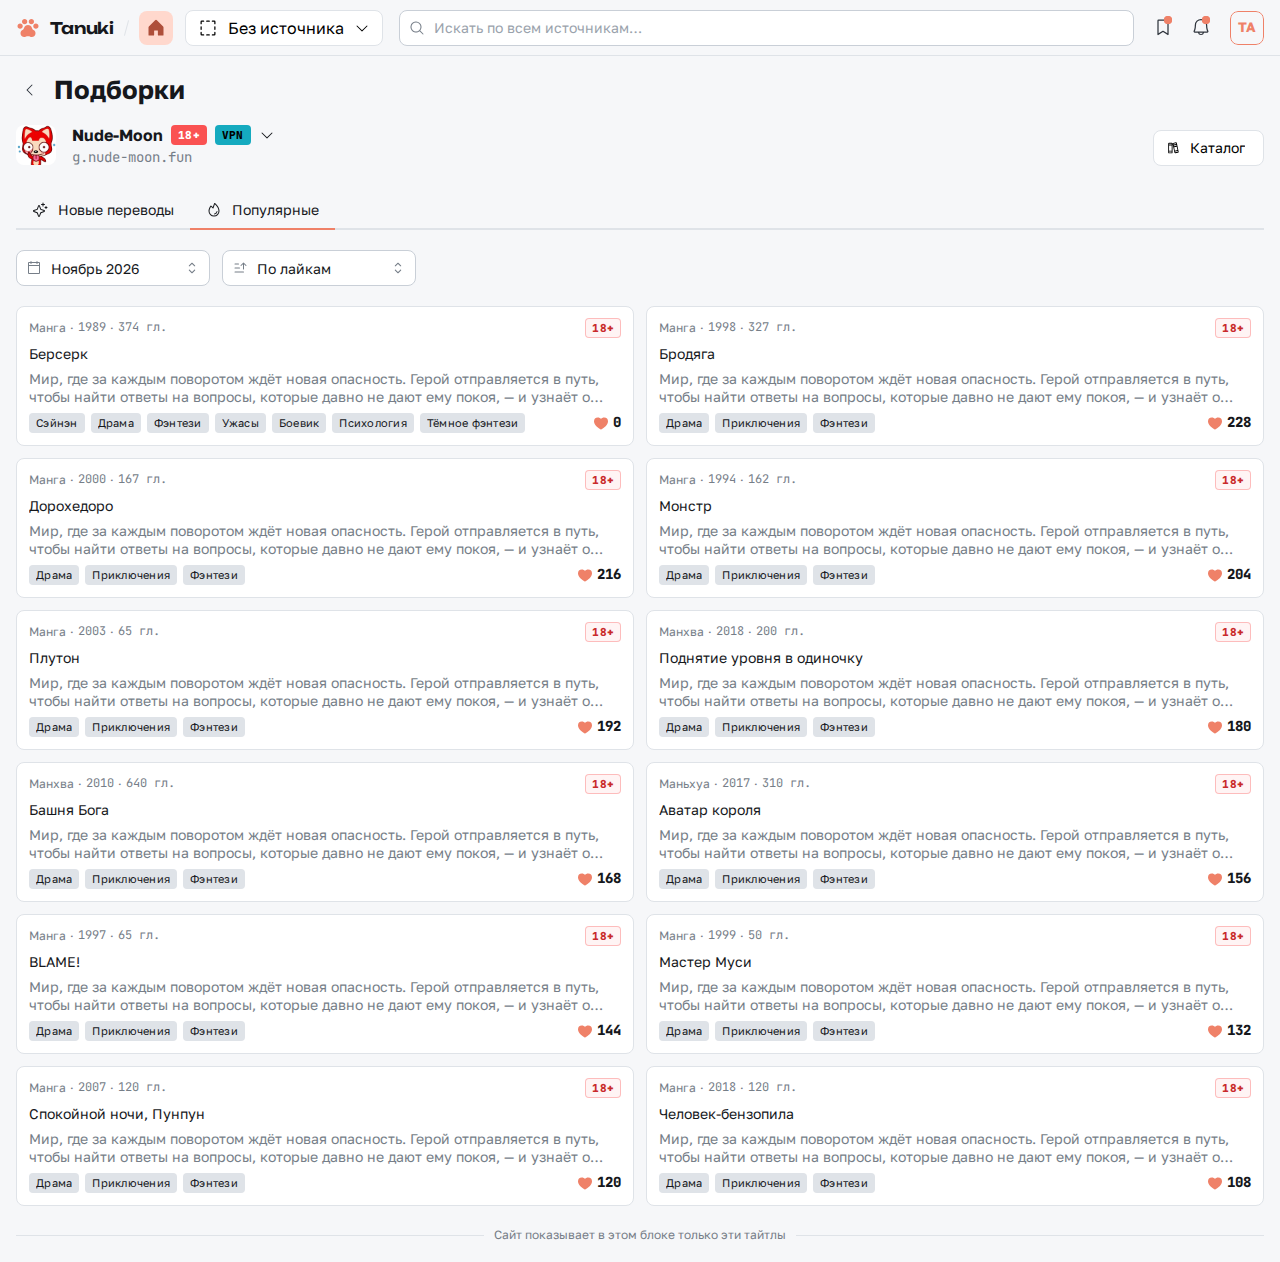 Tanuki / Без источника Искать по всем источникам... TA
Подборки
Nude-Moon 18+ VPN
g.nude-moon.fun
Каталог
Новые переводы Популярные
Ноябрь 2026 По лайкам
Манга · 1989 · 374 гл. 18+
Берсерк
Мир, где за каждым поворотом ждёт новая опасность. Герой отправляется в путь,
чтобы найти ответы на вопросы, которые давно не дают ему покоя, — и узнаёт о...
Сэйнэн Драма Фэнтези Ужасы Боевик Психология Тёмное фэнтези 0
Манга · 1998 · 327 гл. 18+
Бродяга
Мир, где за каждым поворотом ждёт новая опасность. Герой отправляется в путь,
чтобы найти ответы на вопросы, которые давно не дают ему покоя, — и узнаёт о...
Драма Приключения Фэнтези 228
Манга · 2000 · 167 гл. 18+
Дорохедоро
Мир, где за каждым поворотом ждёт новая опасность. Герой отправляется в путь,
чтобы найти ответы на вопросы, которые давно не дают ему покоя, — и узнаёт о...
Драма Приключения Фэнтези 216
Манга · 1994 · 162 гл. 18+
Монстр
Мир, где за каждым поворотом ждёт новая опасность. Герой отправляется в путь,
чтобы найти ответы на вопросы, которые давно не дают ему покоя, — и узнаёт о...
Драма Приключения Фэнтези 204
Манга · 2003 · 65 гл. 18+
Плутон
Мир, где за каждым поворотом ждёт новая опасность. Герой отправляется в путь,
чтобы найти ответы на вопросы, которые давно не дают ему покоя, — и узнаёт о...
Драма Приключения Фэнтези 192
Манхва · 2018 · 200 гл. 18+
Поднятие уровня в одиночку
Мир, где за каждым поворотом ждёт новая опасность. Герой отправляется в путь,
чтобы найти ответы на вопросы, которые давно не дают ему покоя, — и узнаёт о...
Драма Приключения Фэнтези 180
Манхва · 2010 · 640 гл. 18+
Башня Бога
Мир, где за каждым поворотом ждёт новая опасность. Герой отправляется в путь,
чтобы найти ответы на вопросы, которые давно не дают ему покоя, — и узнаёт о...
Драма Приключения Фэнтези 168
Маньхуа · 2017 · 310 гл. 18+
Аватар короля
Мир, где за каждым поворотом ждёт новая опасность. Герой отправляется в путь,
чтобы найти ответы на вопросы, которые давно не дают ему покоя, — и узнаёт о...
Драма Приключения Фэнтези 156
Манга · 1997 · 65 гл. 18+
BLAME!
Мир, где за каждым поворотом ждёт новая опасность. Герой отправляется в путь,
чтобы найти ответы на вопросы, которые давно не дают ему покоя, — и узнаёт о...
Драма Приключения Фэнтези 144
Манга · 1999 · 50 гл. 18+
Мастер Муси
Мир, где за каждым поворотом ждёт новая опасность. Герой отправляется в путь,
чтобы найти ответы на вопросы, которые давно не дают ему покоя, — и узнаёт о...
Драма Приключения Фэнтези 132
Манга · 2007 · 120 гл. 18+
Спокойной ночи, Пунпун
Мир, где за каждым поворотом ждёт новая опасность. Герой отправляется в путь,
чтобы найти ответы на вопросы, которые давно не дают ему покоя, — и узнаёт о...
Драма Приключения Фэнтези 120
Манга · 2018 · 120 гл. 18+
Человек-бензопила
Мир, где за каждым поворотом ждёт новая опасность. Герой отправляется в путь,
чтобы найти ответы на вопросы, которые давно не дают ему покоя, — и узнаёт о...
Драма Приключения Фэнтези 108
Сайт показывает в этом блоке только эти тайтлы